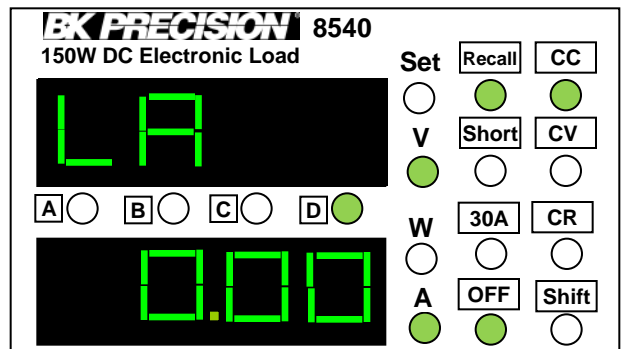 BK PRECISION 8540
150W DC Electronic Load
Set Recall CC
LA
V Short CV
A B C D
W 30A CR
0.00
A OFF Shift